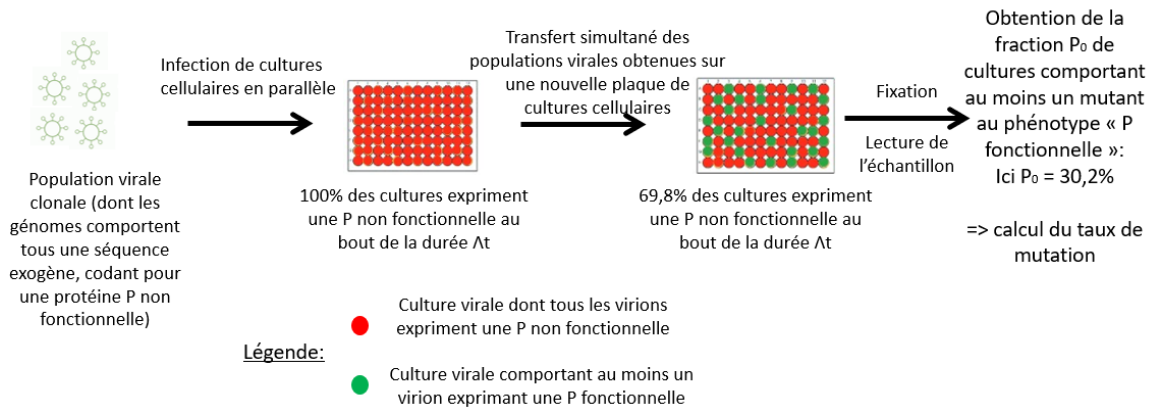 Infection de cultures
cellulaires en parallèle
Transfert simultané des
populations virales obtenues sur
une nouvelle plaque de
cultures cellulaires
Fixation
Lecture de
l'échantillon
Obtention de la
fraction P₀ de
cultures comportant
au moins un mutant
au phénotype « P
fonctionnelle »:
Ici P₀ = 30,2%
=> calcul du taux de
mutation
Population virale
clonale (dont les
génomes comportent
tous une séquence
exogène, codant pour
une protéine P non
fonctionnelle)
100% des cultures expriment
une P non fonctionnelle au
bout de la durée Λt
69,8% des cultures expriment
une P non fonctionnelle au
bout de la durée Λt
Légende:
Culture virale dont tous les virions
expriment une P non fonctionnelle
Culture virale comportant au moins un
virion exprimant une P fonctionnelle